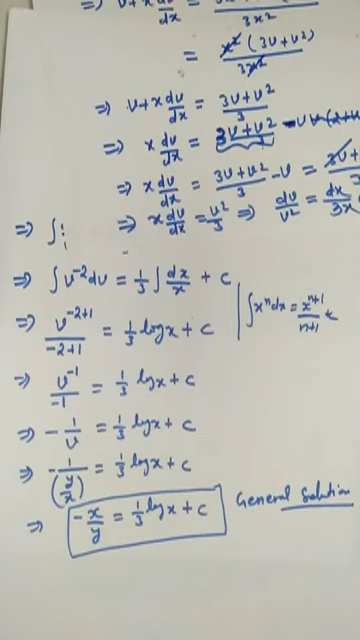 ⇒ v + x dv/dx = / 3x²
= x²(3v+v²) / 3x²
⇒ v + x dv/dx = (3v+v²)/3
⇒ x dv/dx = (3v+v²)/3 - v
⇒ x dv/dx = (3v+v²)/3 - v =
⇒ ∫: ⇒ x dv/dx = v²/3 ⇒ dv/v² = dx/3x
⇒ ∫ v⁻² dv = 1/3 ∫ dx/x + c
⇒ v⁻²⁺¹/(-2+1) = 1/3 log x + c | ∫xⁿ dx = xⁿ⁺¹/(n+1)
⇒ v⁻¹/-1 = 1/3 log x + c
⇒ - 1/v = 1/3 log x + c
⇒ - 1/(y/x) = 1/3 log x + c
⇒ - x/y = 1/3 log x + c General Solution